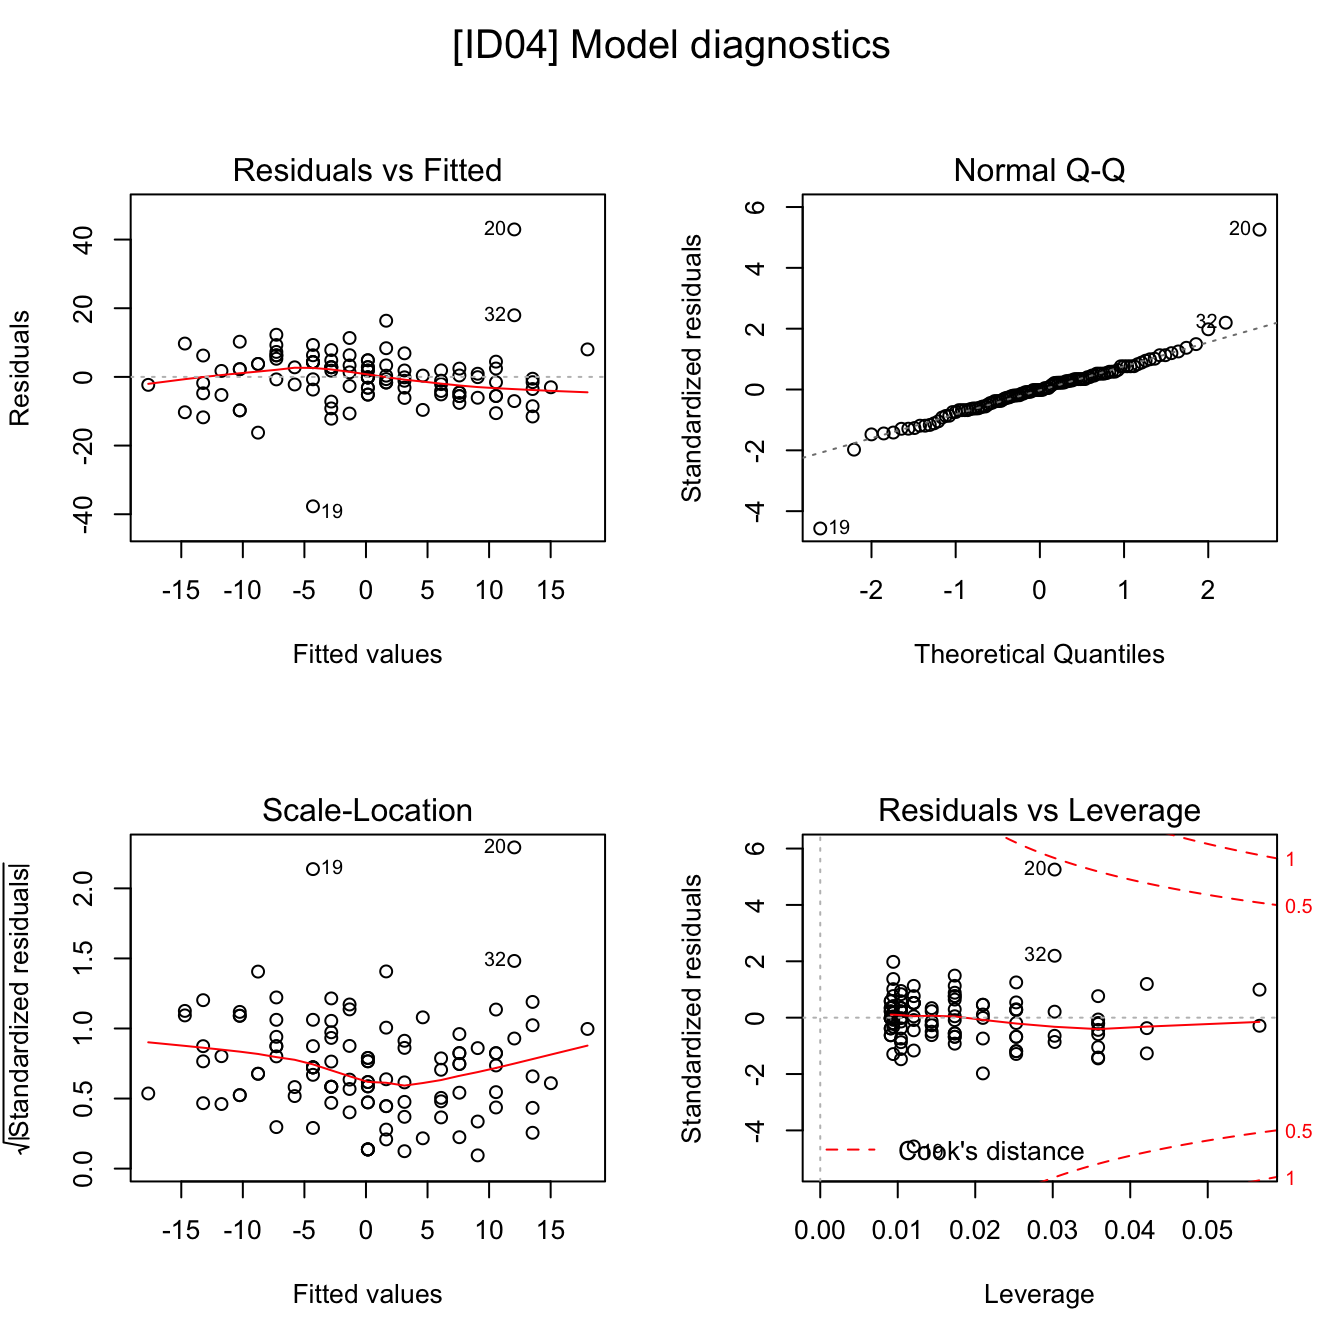 [ID04] Model diagnostics
Residuals vs Fitted
Residuals
40
20
0
-20
-40
20
32
19
-15 -10 -5 0 5 10 15
Fitted values
Normal Q-Q
Standardized residuals
6
4
2
0
-2
-4
20
32
19
-2 -1 0 1 2
Theoretical Quantiles
Scale-Location
√|Standardized residuals|
2.0
1.5
1.0
0.5
0.0
20
19
32
-15 -10 -5 0 5 10 15
Fitted values
Residuals vs Leverage
Standardized residuals
6
4
2
0
-2
-4
20
32
19
1
0.5
0.5
1
Cook's distance
0.00 0.01 0.02 0.03 0.04 0.05
Leverage